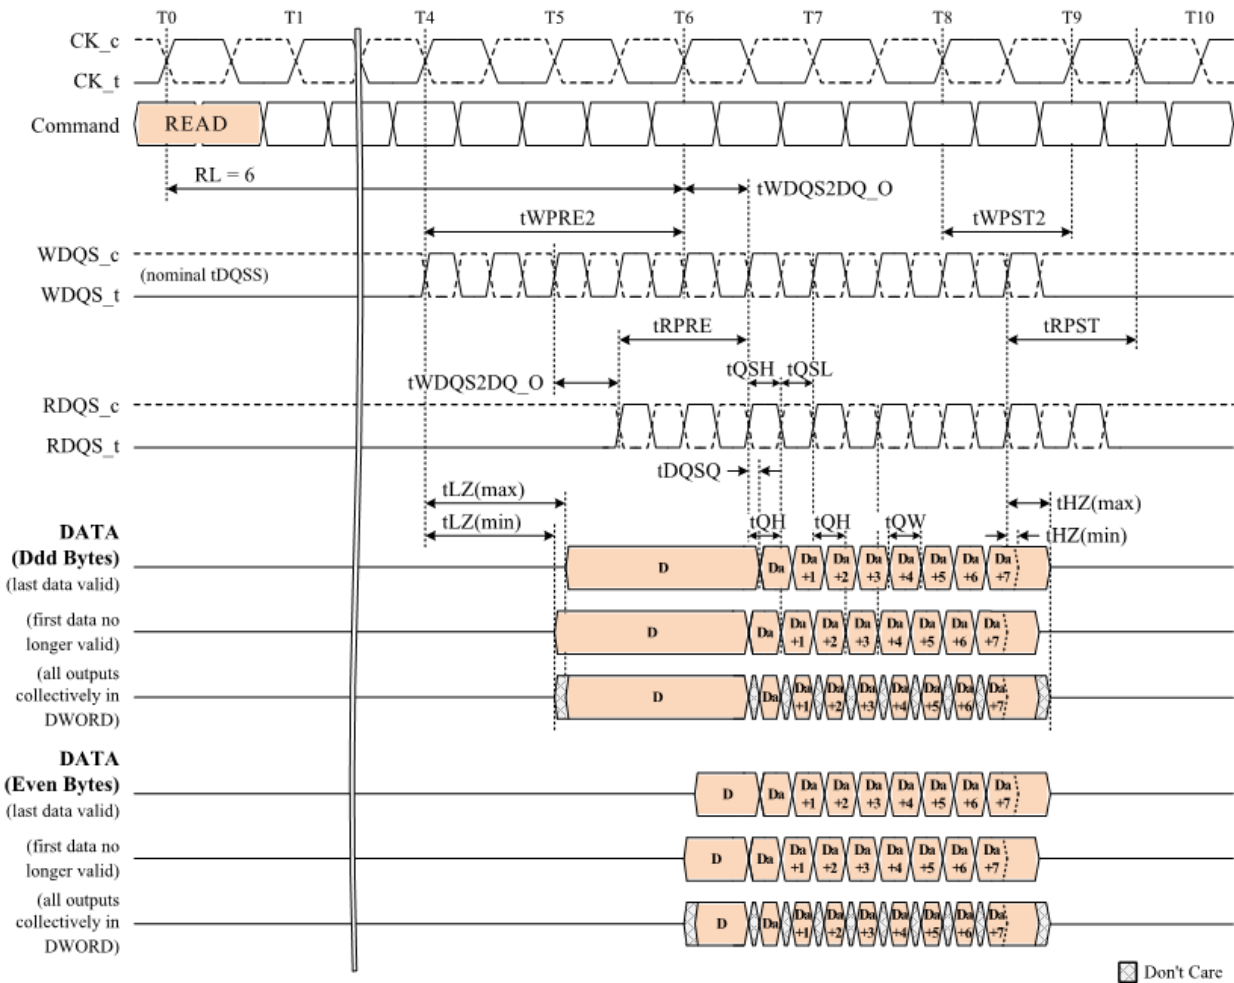 T0 T1 T4 T5 T6 T7 T8 T9 T10
CK_c
CK_t
Command READ
RL = 6
tWDQS2DQ_O
tWPRE2 tWPST2
WDQS_c
(nominal tDQSS)
WDQS_t
tRPRE tRPST
tQSH tQSL
tWDQS2DQ_O
RDQS_c
RDQS_t
tDQSQ
tLZ(max) tHZ(max)
tLZ(min) tQH tQH tQW tHZ(min)
DATA
(Ddd Bytes)
(last data valid)
D Da Da +1 Da +2 Da +3 Da +4 Da +5 Da +6 Da +7
(first data no
longer valid)
D Da Da +1 Da +2 Da +3 Da +4 Da +5 Da +6 Da +7
(all outputs
collectively in
DWORD)
D Da Da +1 Da +2 Da +3 Da +4 Da +5 Da +6 Da +7
DATA
(Even Bytes)
(last data valid)
D Da Da +1 Da +2 Da +3 Da +4 Da +5 Da +6 Da +7
(first data no
longer valid)
D Da Da +1 Da +2 Da +3 Da +4 Da +5 Da +6 Da +7
(all outputs
collectively in
DWORD)
D Da Da +1 Da +2 Da +3 Da +4 Da +5 Da +6 Da +7
Don't Care